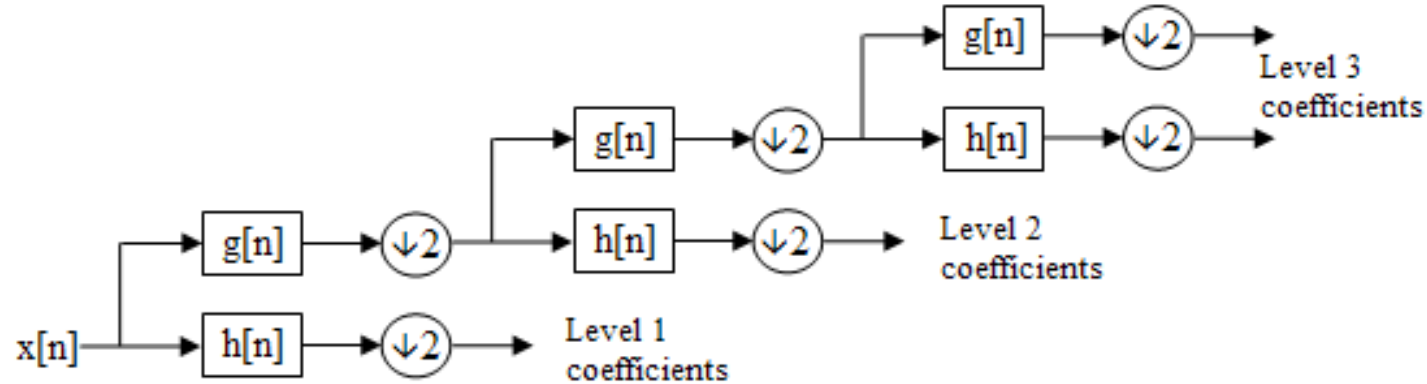 g[n]
↓2
Level 3
coefficients
g[n]
↓2
h[n]
↓2
g[n]
↓2
h[n]
↓2
Level 2
coefficients
x[n]
h[n]
↓2
Level 1
coefficients